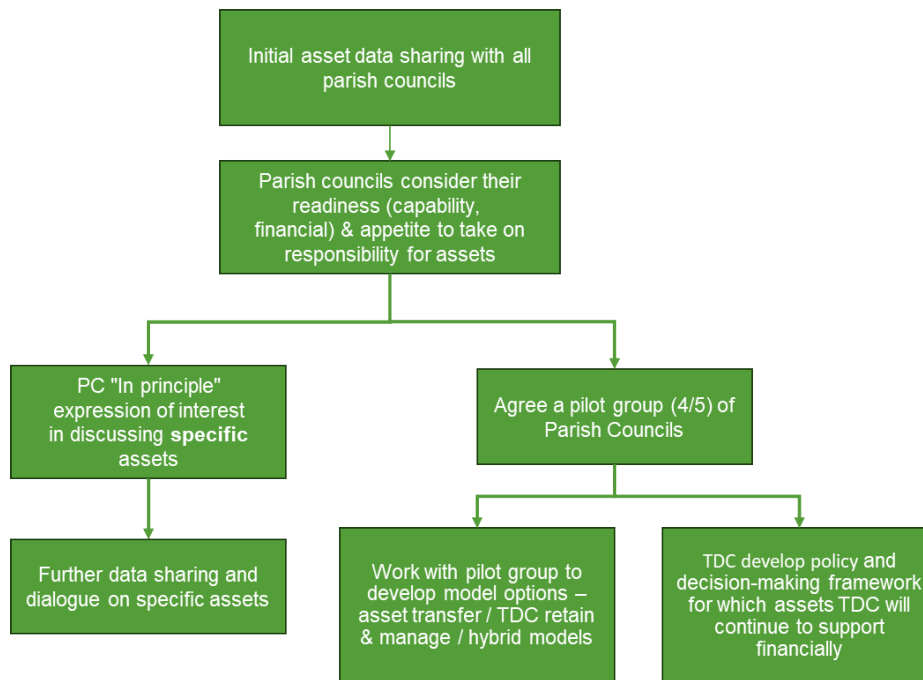 Initial asset data sharing with all
parish councils
Parish councils consider their
readiness (capability,
financial) & appetite to take on
responsibility for assets
PC "In principle"
expression of interest
in discussing specific
assets
Agree a pilot group (4/5) of
Parish Councils
Further data sharing and
dialogue on specific assets
Work with pilot group to
develop model options –
asset transfer / TDC retain
& manage / hybrid models
TDC develop policy and
decision-making framework
for which assets TDC will
continue to support
financially